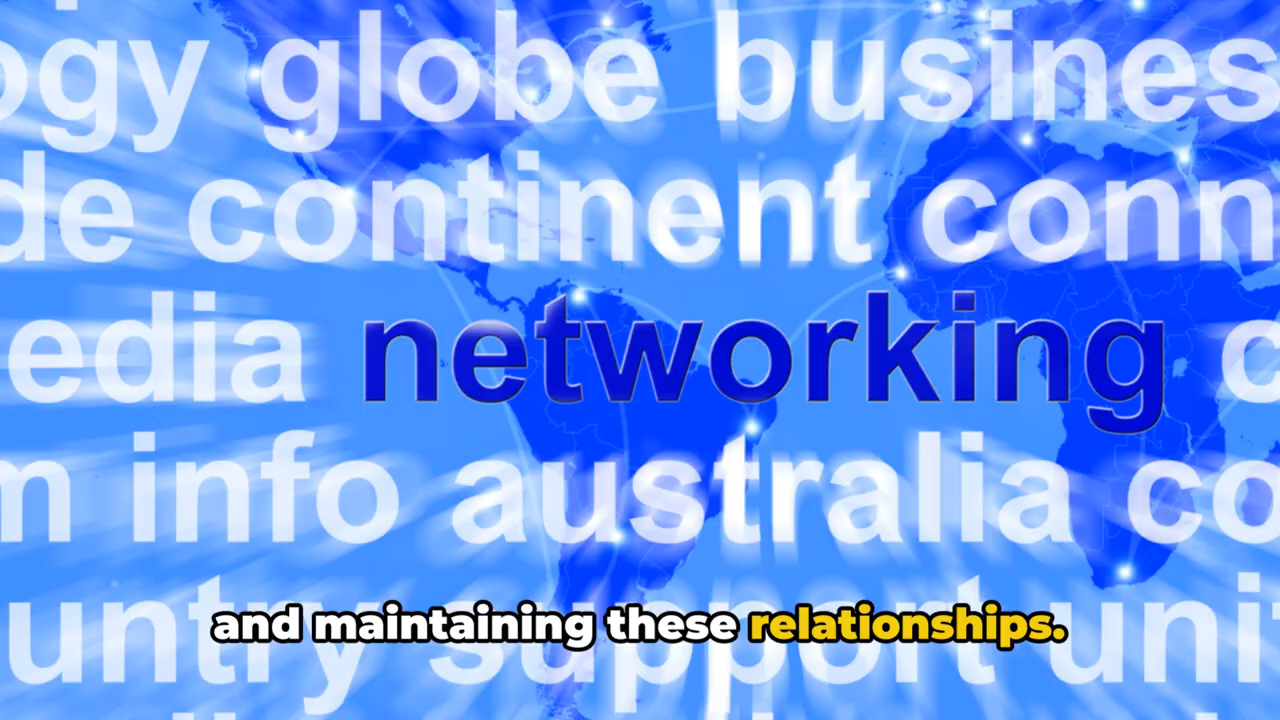 ogy globe busines
de continent conn
edia networking c
m info australia co
untry support uni
and maintaining these relationships.